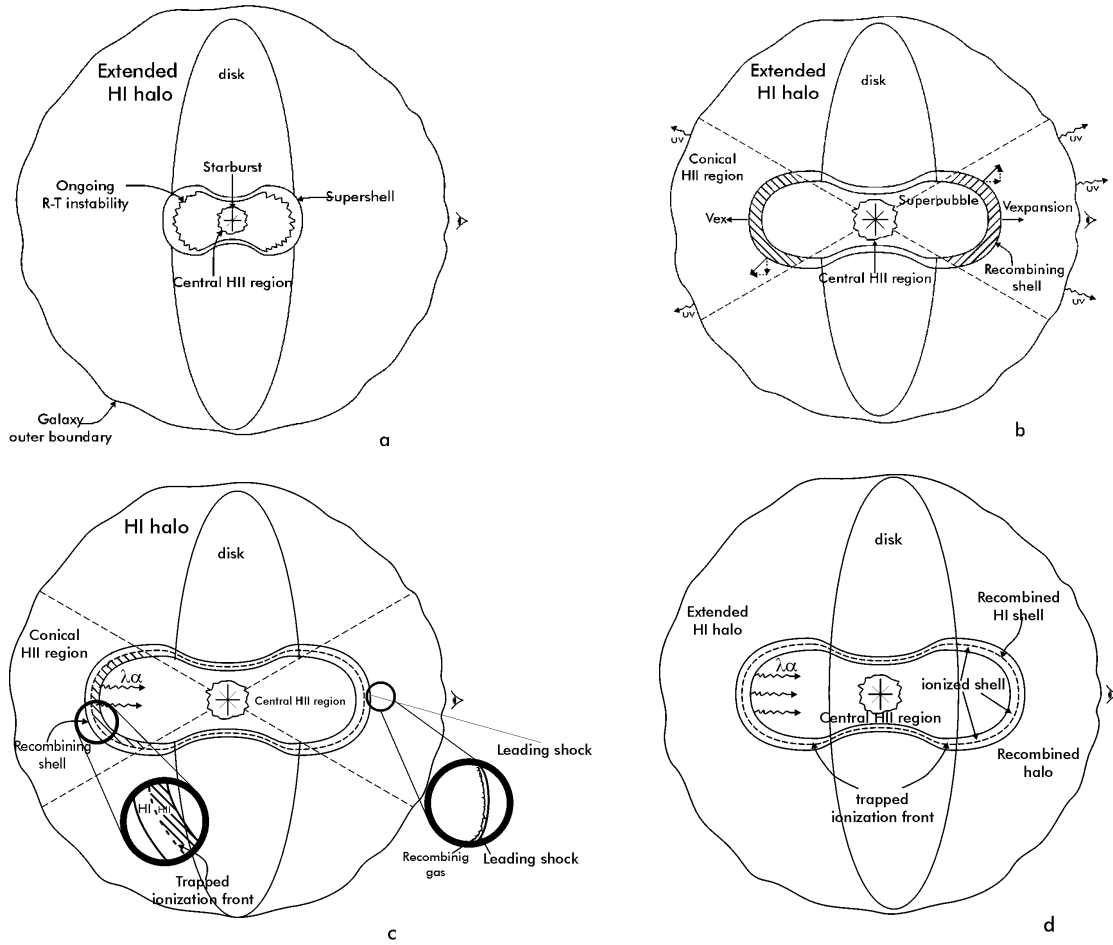 Extended
HI halo
disk
Starburst
Ongoing
R-T instability
Supershell
Central HII region
Galaxy
outer boundary
a
Extended
HI halo
disk
UV
UV
Conical
HII region
UV
Superpubble
Vex
Vexpansion
Recombining
shell
Central HII region
UV
UV
b
HI halo
disk
Conical
HII region
λα
Central HII region
Recombining
shell
Leading shock
HI HII
Recombinig
gas
Leading shock
Trapped
ionization front
c
disk
Recombined
HI shell
Extended
HI halo
λα
ionized shell
Central HII region
Recombined
halo
trapped
ionization front
d